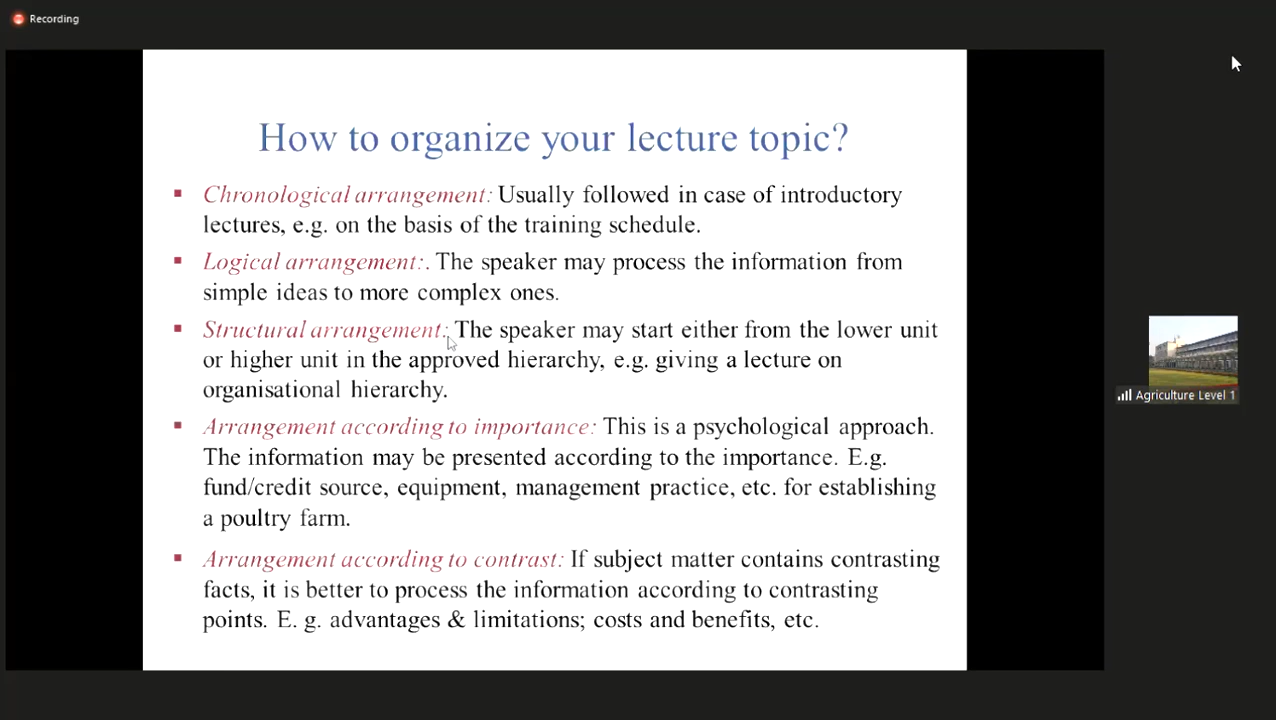 Recording
How to organize your lecture topic?
▪ Chronological arrangement: Usually followed in case of introductory
lectures, e.g. on the basis of the training schedule.
▪ Logical arrangement:. The speaker may process the information from
simple ideas to more complex ones.
▪ Structural arrangement: The speaker may start either from the lower unit
or higher unit in the approved hierarchy, e.g. giving a lecture on
organisational hierarchy.
▪ Arrangement according to importance: This is a psychological approach.
The information may be presented according to the importance. E.g.
fund/credit source, equipment, management practice, etc. for establishing
a poultry farm.
▪ Arrangement according to contrast: If subject matter contains contrasting
facts, it is better to process the information according to contrasting
points. E. g. advantages & limitations; costs and benefits, etc.
Agriculture Level 1